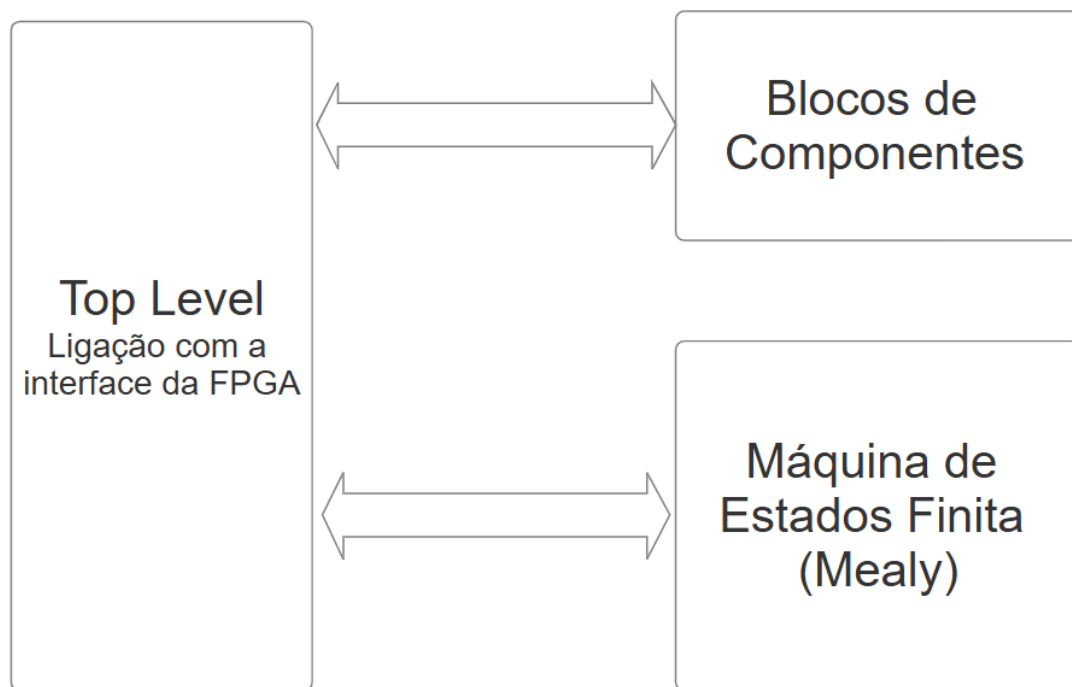 Top Level
Ligação com a
interface da FPGA
Blocos de
Componentes
Máquina de
Estados Finita
(Mealy)